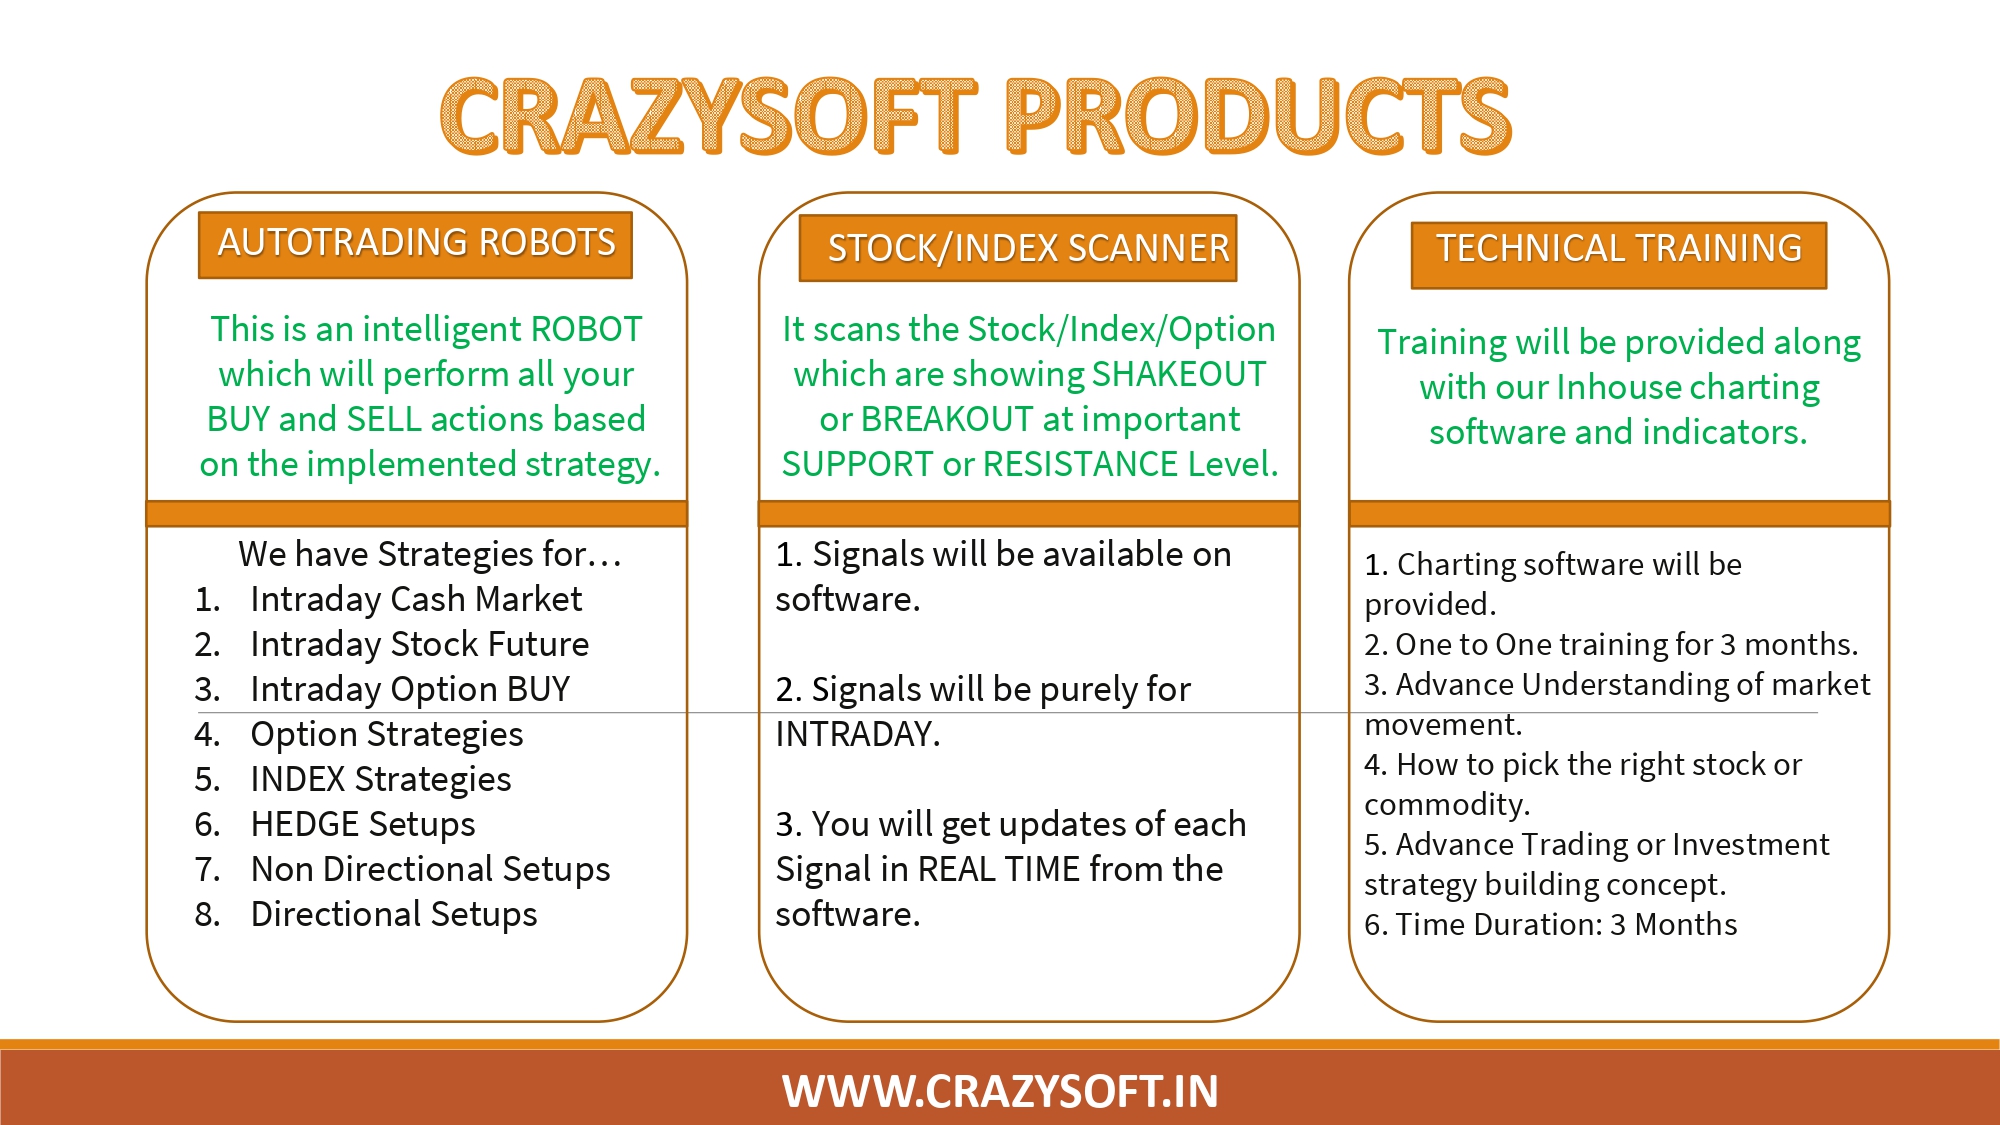 CRAZYSOFT PRODUCTS
AUTOTRADING ROBOTS
This is an intelligent ROBOT
which will perform all your
BUY and SELL actions based
on the implemented strategy.
We have Strategies for…
1. Intraday Cash Market
2. Intraday Stock Future
3. Intraday Option BUY
4. Option Strategies
5. INDEX Strategies
6. HEDGE Setups
7. Non Directional Setups
8. Directional Setups
STOCK/INDEX SCANNER
It scans the Stock/Index/Option
which are showing SHAKEOUT
or BREAKOUT at important
SUPPORT or RESISTANCE Level.
1. Signals will be available on
software.
2. Signals will be purely for
INTRADAY.
3. You will get updates of each
Signal in REAL TIME from the
software.
TECHNICAL TRAINING
Training will be provided along
with our Inhouse charting
software and indicators.
1. Charting software will be
provided.
2. One to One training for 3 months.
3. Advance Understanding of market
movement.
4. How to pick the right stock or
commodity.
5. Advance Trading or Investment
strategy building concept.
6. Time Duration: 3 Months
WWW.CRAZYSOFT.IN